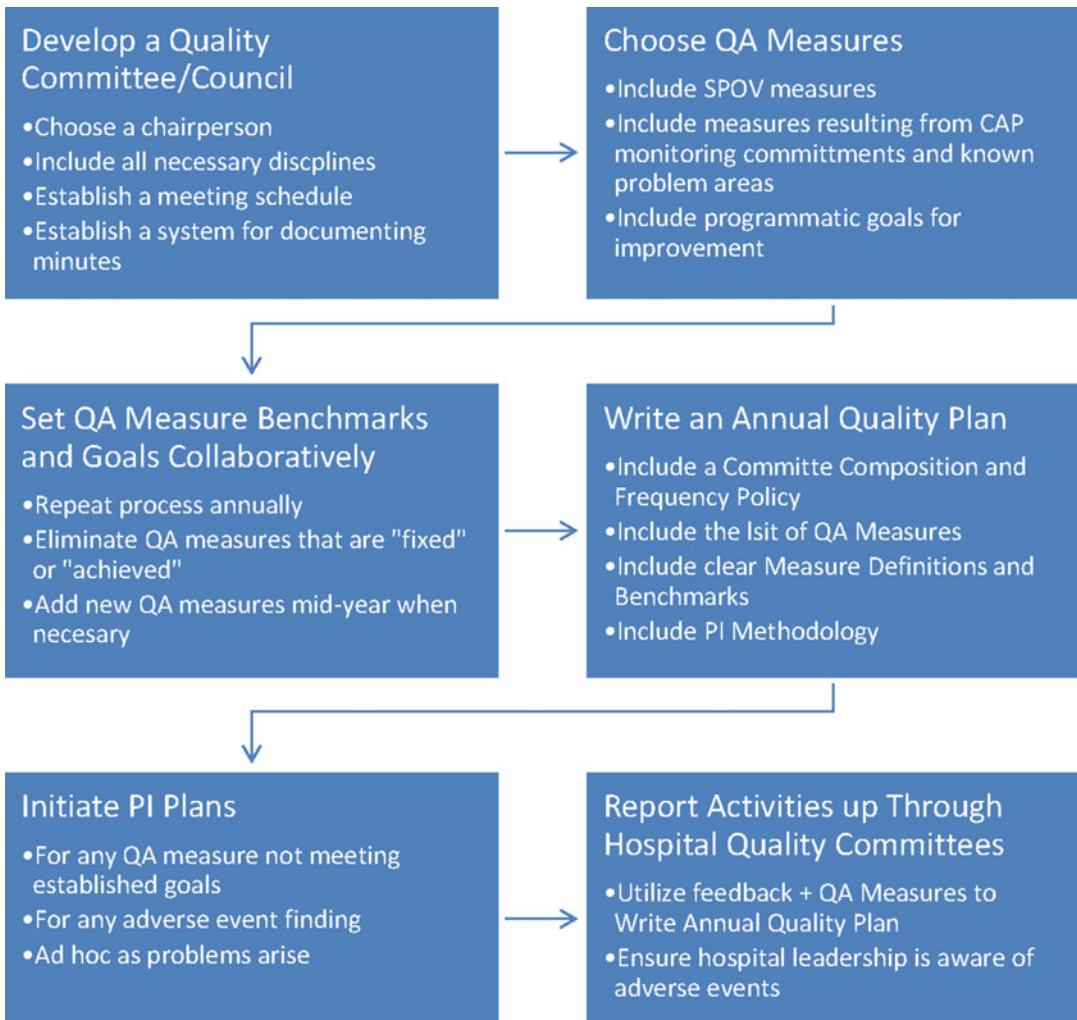 Develop a Quality
Committee/Council
•Choose a chairperson
•Include all necessary discplines
•Establish a meeting schedule
•Establish a system for documenting
minutes
Choose QA Measures
•Include SPOV measures
•Include measures resulting from CAP
monitoring committments and known
problem areas
•Include programmatic goals for
improvement
Set QA Measure Benchmarks
and Goals Collaboratively
•Repeat process annually
•Eliminate QA measures that are "fixed"
or "achieved"
•Add new QA measures mid-year when
necesary
Write an Annual Quality Plan
•Include a Committe Composition and
Frequency Policy
•Include the lsit of QA Measures
•Include clear Measure Definitions and
Benchmarks
•Include PI Methodology
Initiate PI Plans
•For any QA measure not meeting
established goals
•For any adverse event finding
•Ad hoc as problems arise
Report Activities up Through
Hospital Quality Committees
•Utilize feedback + QA Measures to
Write Annual Quality Plan
•Ensure hospital leadership is aware of
adverse events